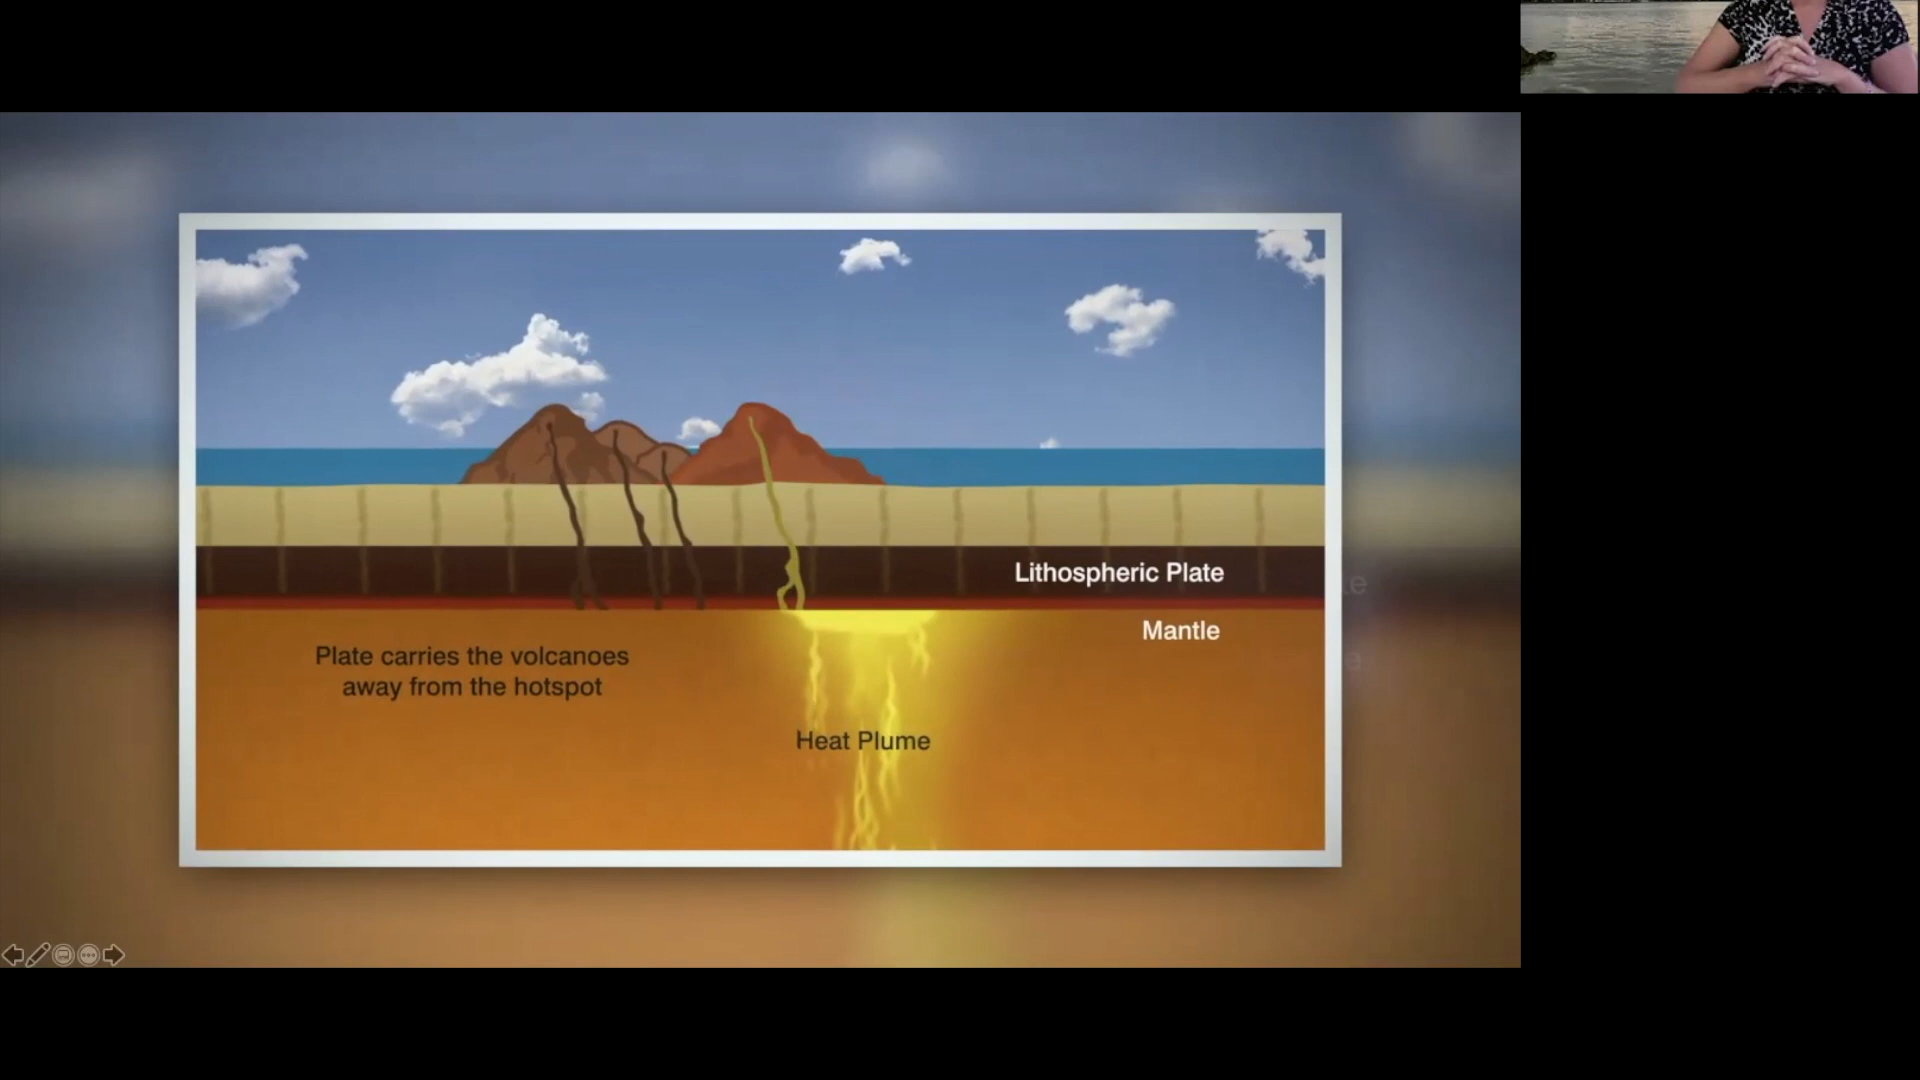 Lithospheric Plate
Mantle
Plate carries the volcanoes
away from the hotspot
Heat Plume